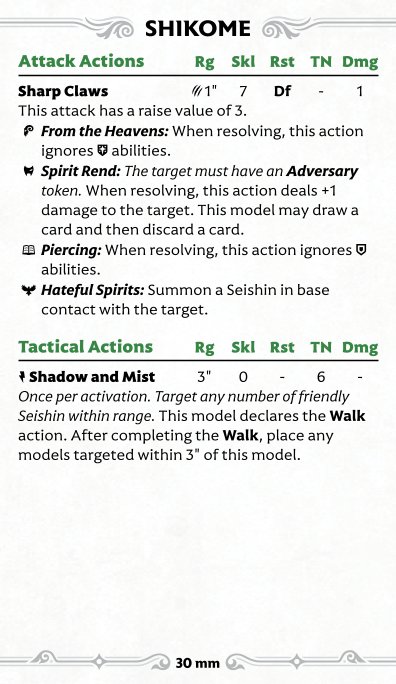 SHIKOME
Attack Actions Rg Skl Rst TN Dmg
Sharp Claws 1" 7 Df - 1
This attack has a raise value of 3.
From the Heavens: When resolving, this action
ignores abilities.
Spirit Rend: The target must have an Adversary
token. When resolving, this action deals +1
damage to the target. This model may draw a
card and then discard a card.
Piercing: When resolving, this action ignores
abilities.
Hateful Spirits: Summon a Seishin in base
contact with the target.
Tactical Actions Rg Skl Rst TN Dmg
Shadow and Mist 3" 0 - 6 -
Once per activation. Target any number of friendly
Seishin within range. This model declares the Walk
action. After completing the Walk, place any
models targeted within 3" of this model.
30 mm